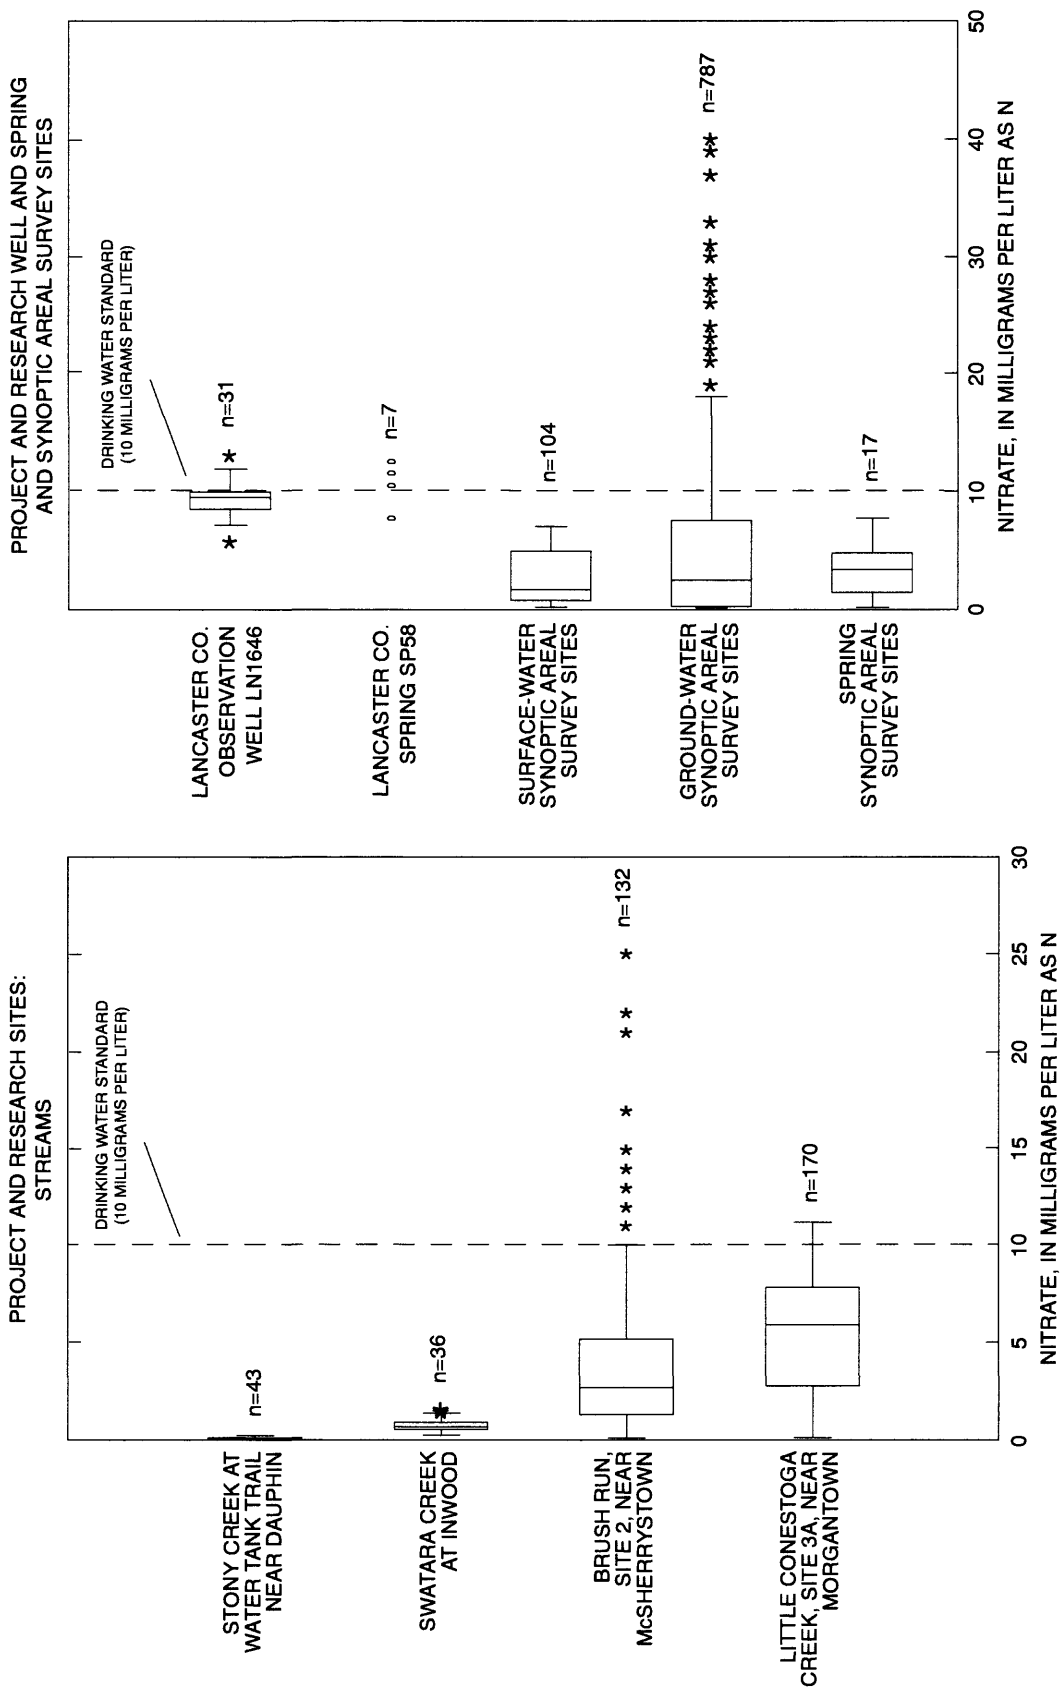 PROJECT AND RESEARCH SITES:
STREAMS
DRINKING WATER STANDARD
(10 MILLIGRAMS PER LITER)
STONY CREEK AT
WATER TANK TRAIL
NEAR DAUPHIN
n=43
SWATARA CREEK
AT INWOOD
n=36
BRUSH RUN,
SITE 2, NEAR
McSHERRYSTOWN
n=132
LITTLE CONESTOGA
CREEK, SITE 3A, NEAR
MORGANTOWN
n=170
0 5 10 15 20 25 30
NITRATE, IN MILLIGRAMS PER LITER AS N
PROJECT AND RESEARCH WELL AND SPRING
AND SYNOPTIC AREAL SURVEY SITES
DRINKING WATER STANDARD
(10 MILLIGRAMS PER LITER)
LANCASTER CO.
OBSERVATION
WELL LN1646
n=31
LANCASTER CO.
SPRING SP58
n=7
SURFACE-WATER
SYNOPTIC AREAL
SURVEY SITES
n=104
GROUND-WATER
SYNOPTIC AREAL
SURVEY SITES
n=787
SPRING
SYNOPTIC AREAL
SURVEY SITES
n=17
0 10 20 30 40 50
NITRATE, IN MILLIGRAMS PER LITER AS N